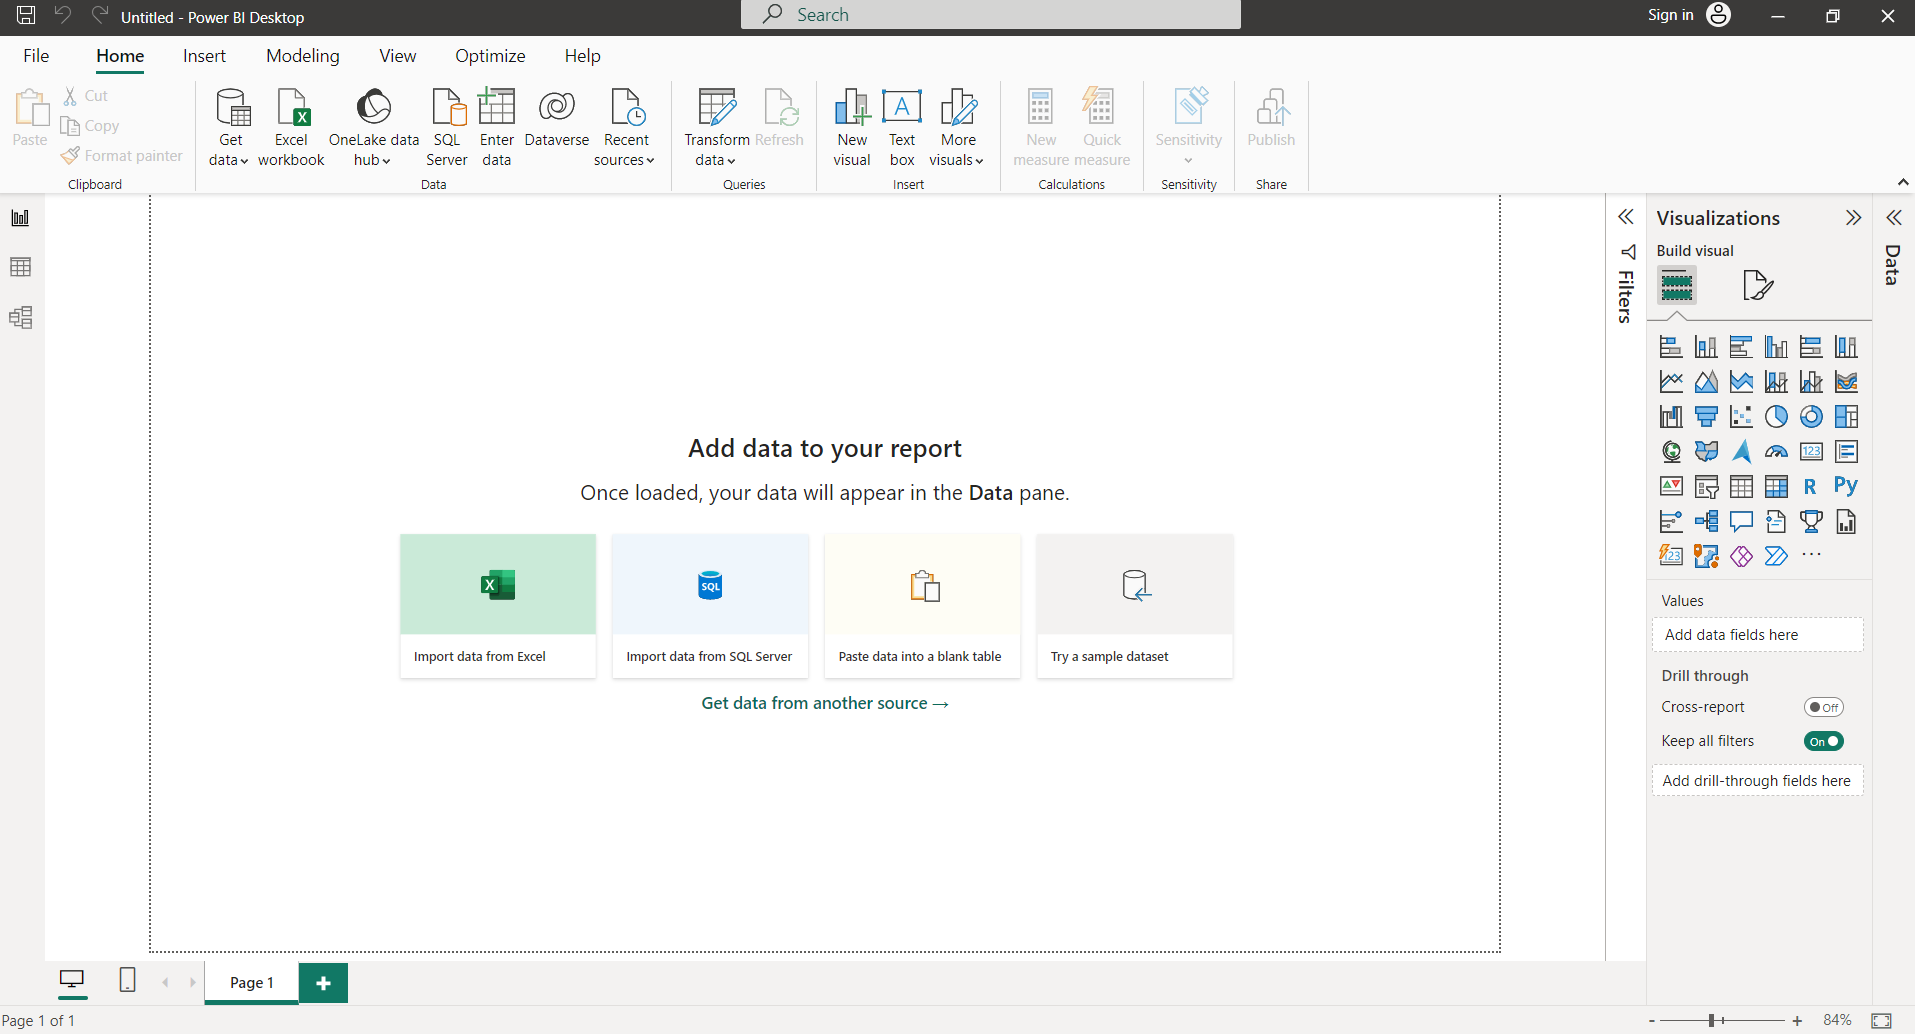 Untitled - Power BI Desktop
Search
Sign in
File
Home
Insert
Modeling
View
Optimize
Help
Paste
Cut
Copy
Format painter
Clipboard
Get
data
Excel
workbook
OneLake data
hub
SQL
Server
Enter
data
Dataverse
Recent
sources
Data
Transform
data
Refresh
Queries
New
visual
A
Text
box
More
visuals
Insert
New
measure
Quick
measure
Calculations
Sensitivity
Sensitivity
Publish
Share
Filters
Visualizations
Build visual
Data
123
R
Py
123
Values
Add data fields here
Drill through
Cross-report
Off
Keep all filters
On
Add drill-through fields here
Add data to your report
Once loaded, your data will appear in the Data pane.
X
SQL
Import data from Excel
Import data from SQL Server
Paste data into a blank table
Try a sample dataset
Get data from another source →
Page 1
Page 1 of 1
- + 84%